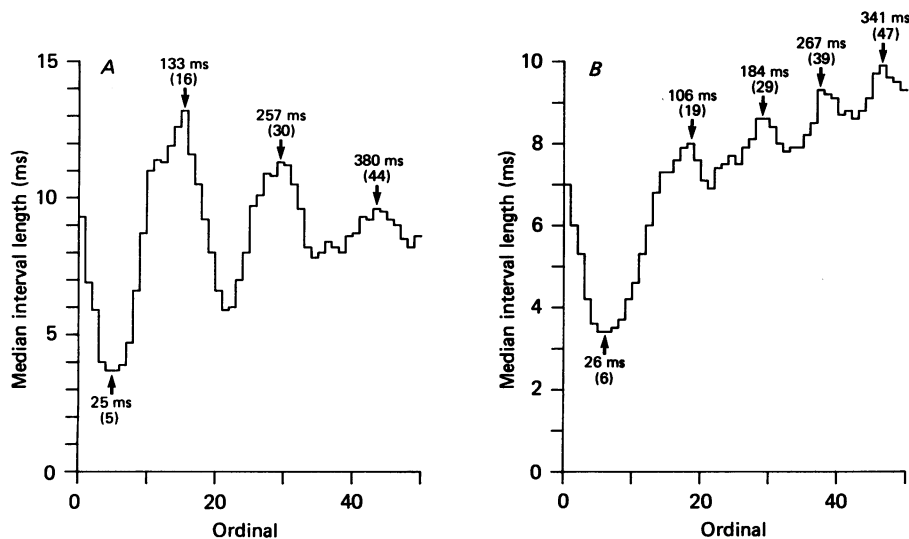 A
133 ms
(16)
257 ms
(30)
380 ms
(44)
25 ms
(5)
15
10
5
0
Median interval length (ms)
0
20
40
Ordinal
B
341 ms
(47)
267 ms
(39)
184 ms
(29)
106 ms
(19)
26 ms
(6)
10
8
6
4
2
0
Median interval length (ms)
0
20
40
Ordinal